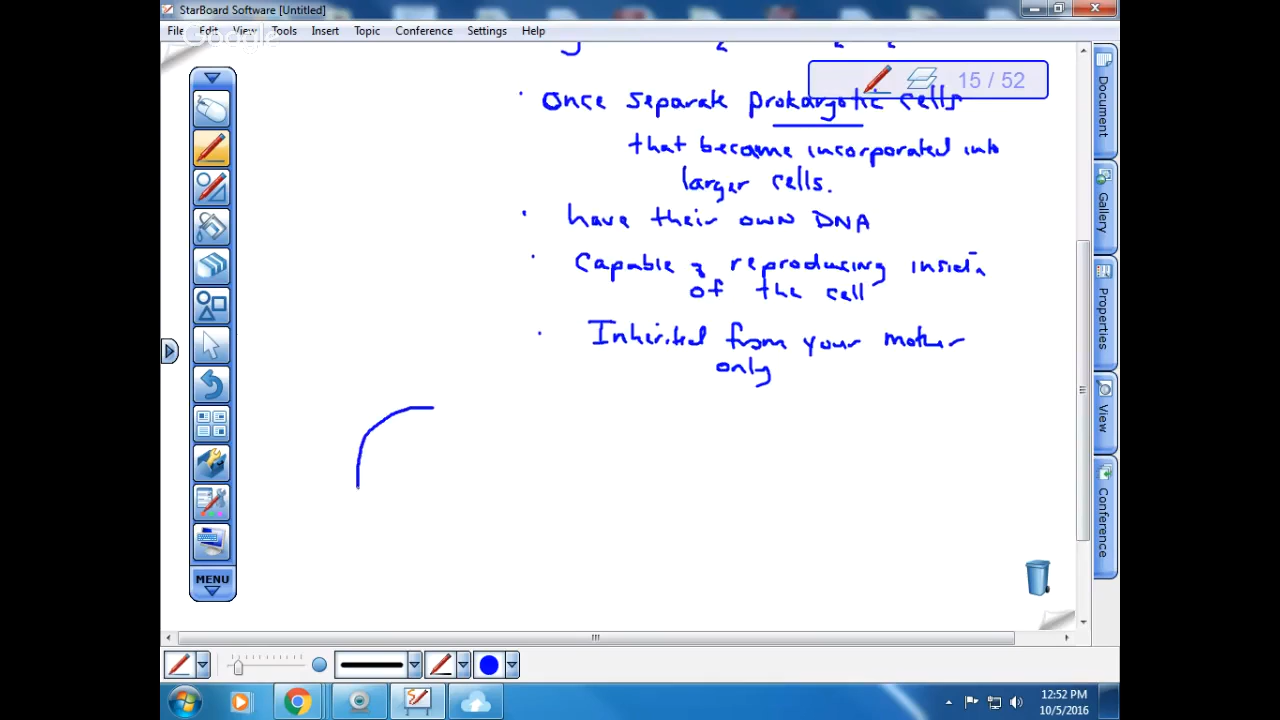 StarBoard Software [Untitled]
File Edit View Tools Insert Topic Conference Settings Help
Google
15 / 52
• Once separate prokaryotic cells
that became incorporated into
larger cells.
• have their own DNA
• Capable of reproducing inside
of the cell
• Inherited from your mother
only
Document
Gallery
Properties
View
Conference
MENU
12:52 PM
10/5/2016